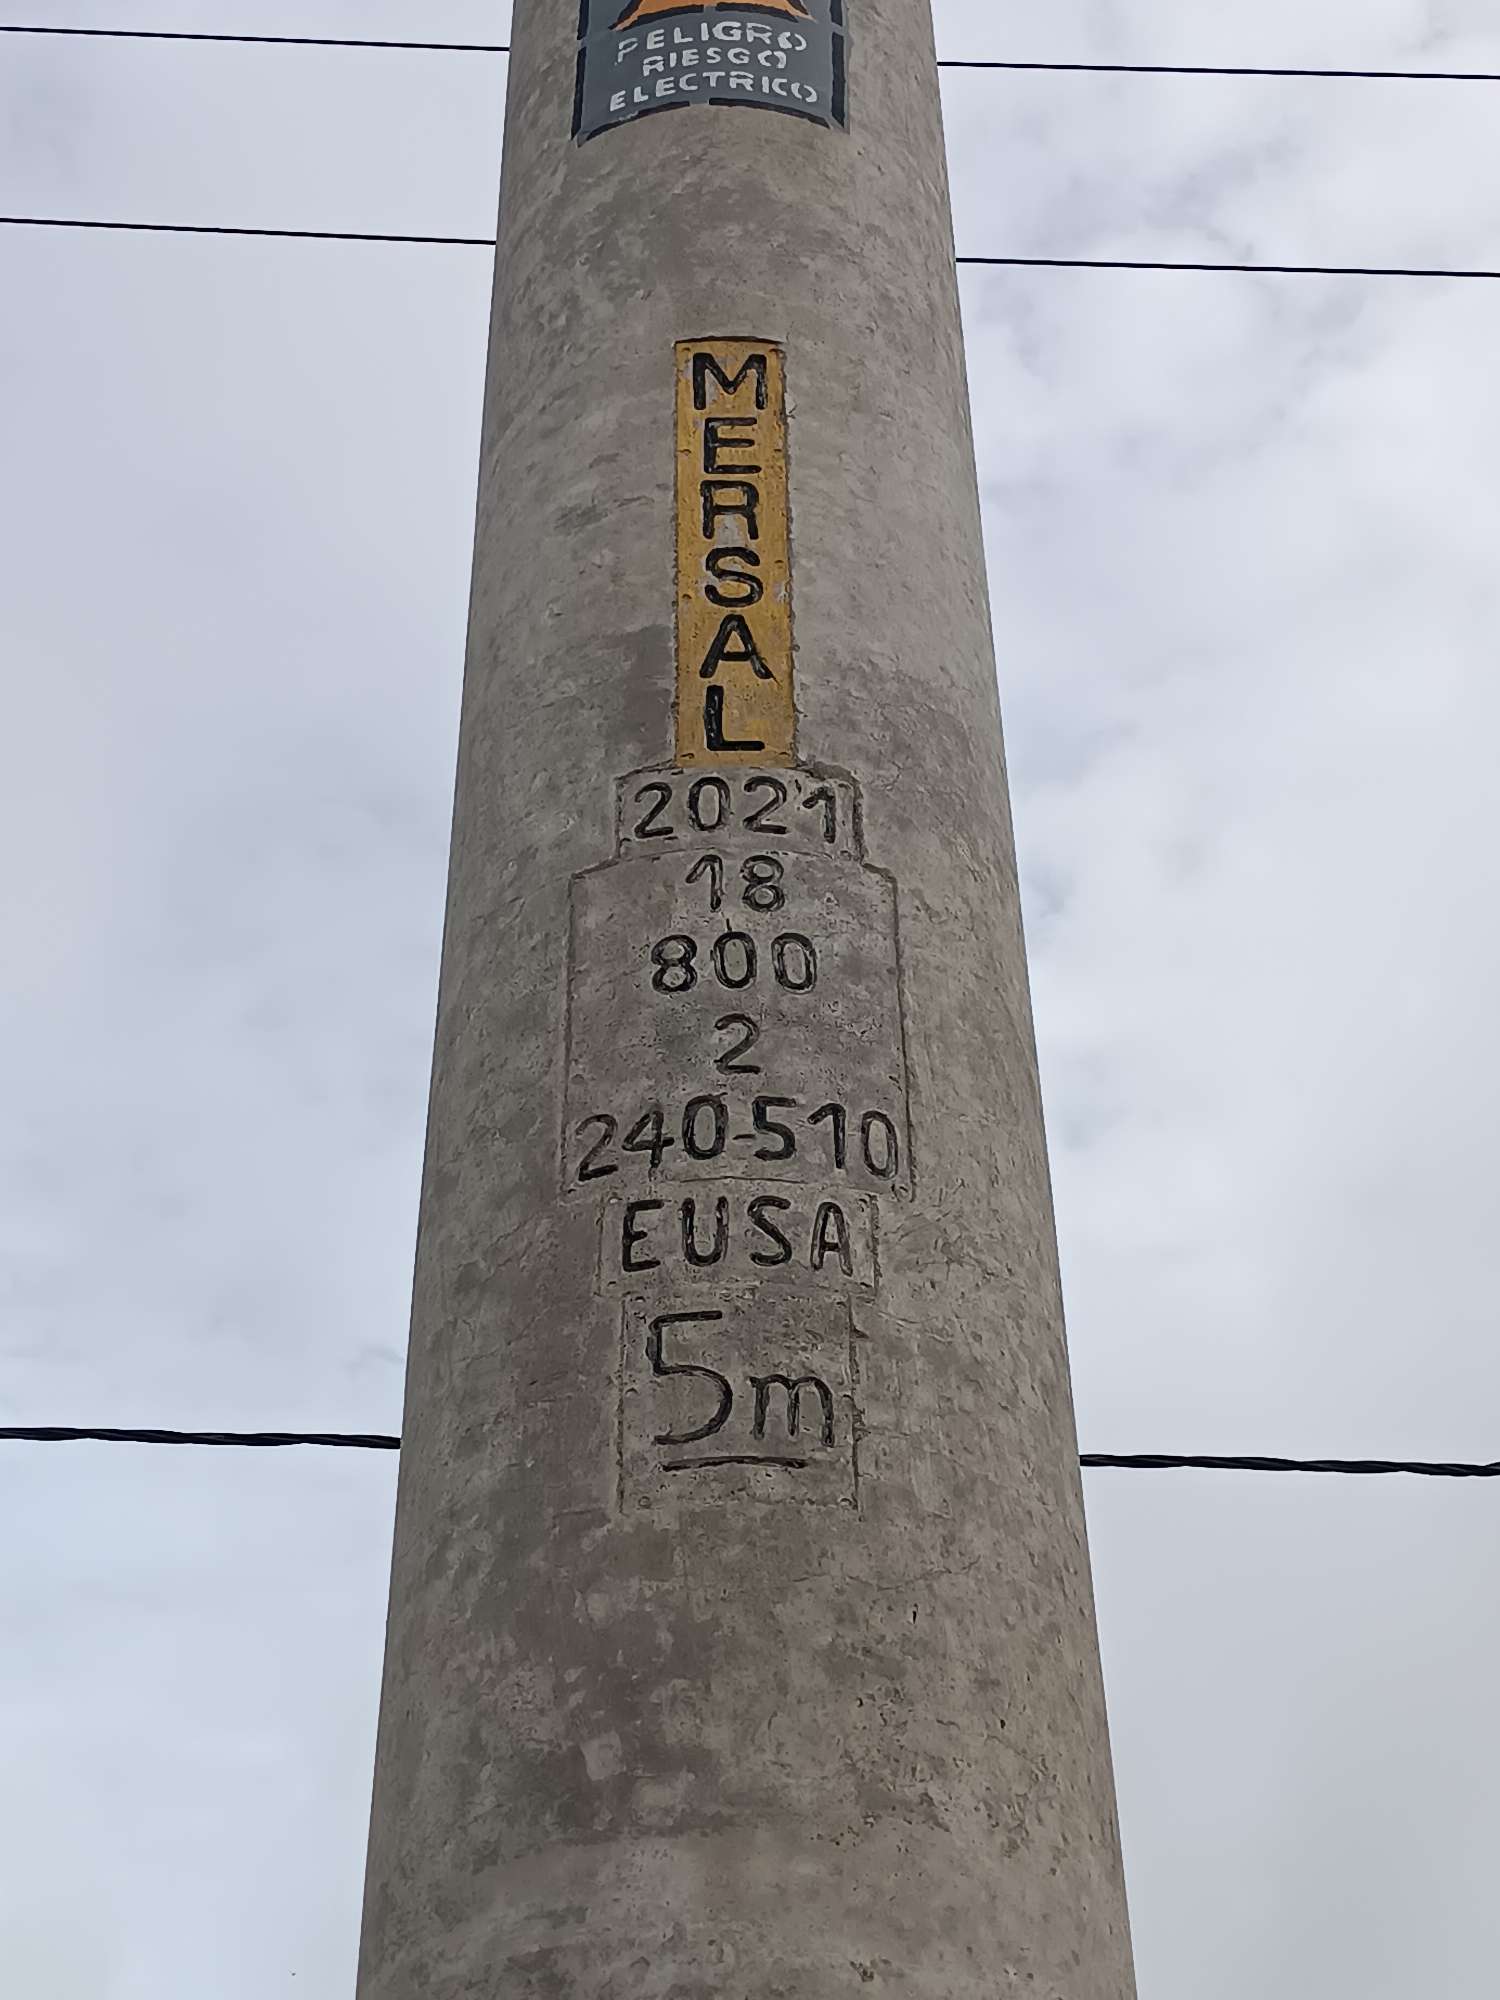 PELIGRO
RIESGO
ELECTRICO
MERSAL
2021
18
800
2
240-510
EUSA
5m